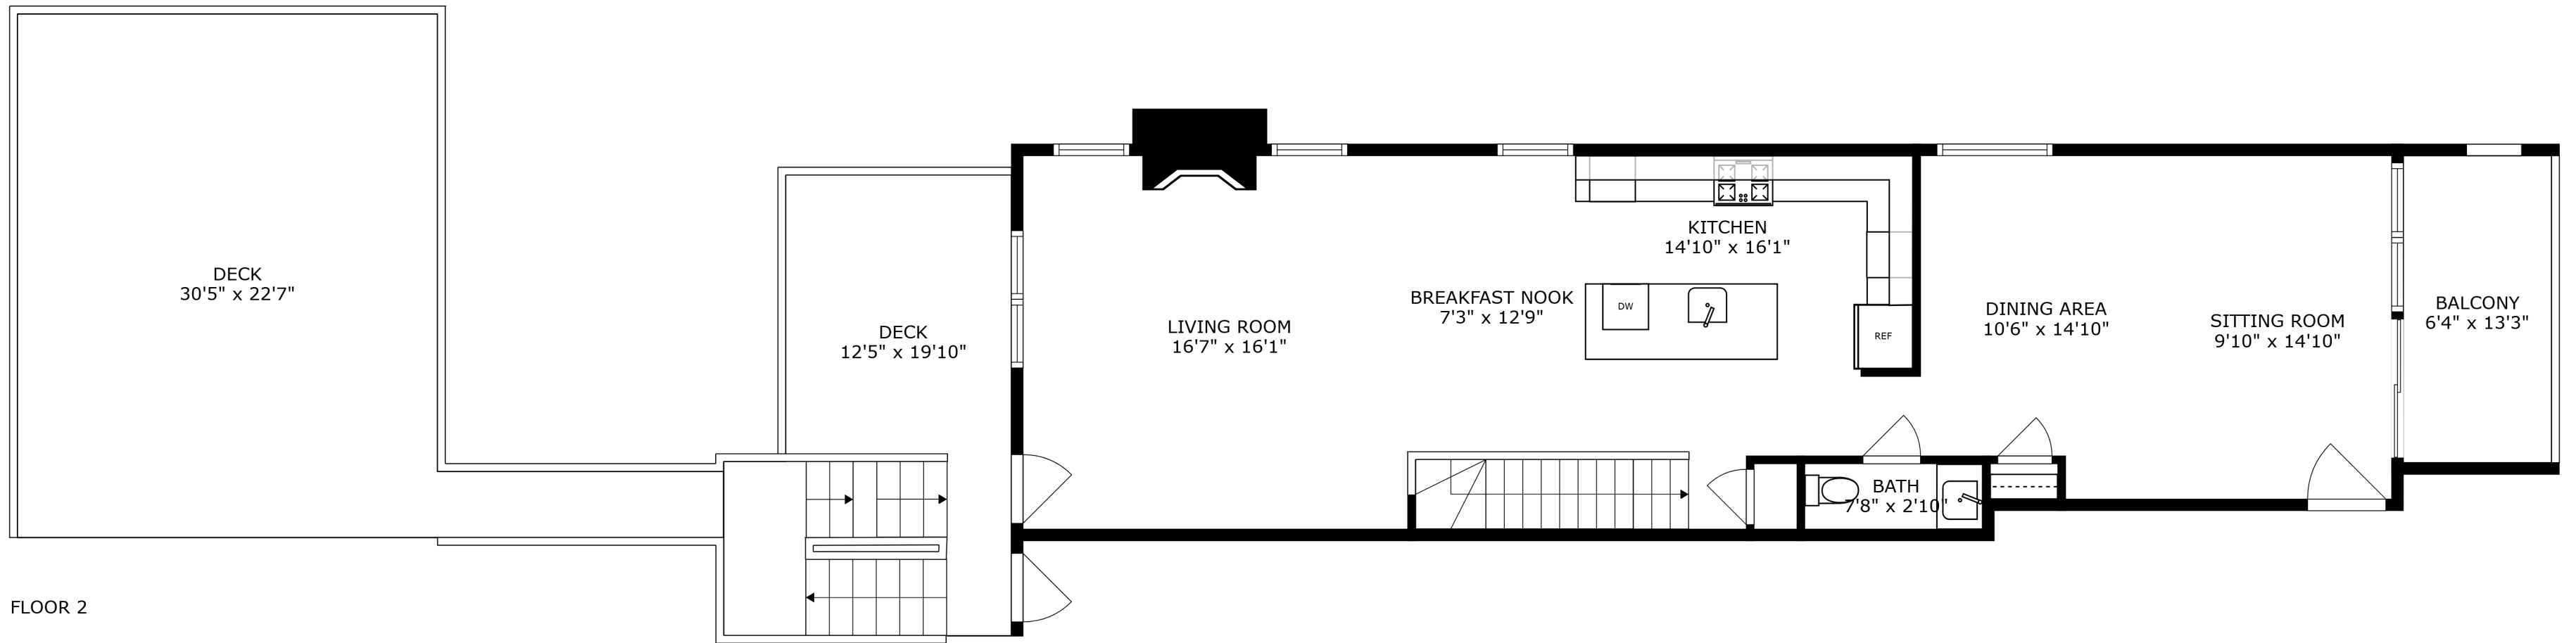 DECK
30'5" x 22'7"
DECK
12'5" x 19'10"
LIVING ROOM
16'7" x 16'1"
BREAKFAST NOOK
7'3" x 12'9"
KITCHEN
14'10" x 16'1"
DW
REF
DINING AREA
10'6" x 14'10"
SITTING ROOM
9'10" x 14'10"
BALCONY
6'4" x 13'3"
BATH
7'8" x 2'10"
FLOOR 2